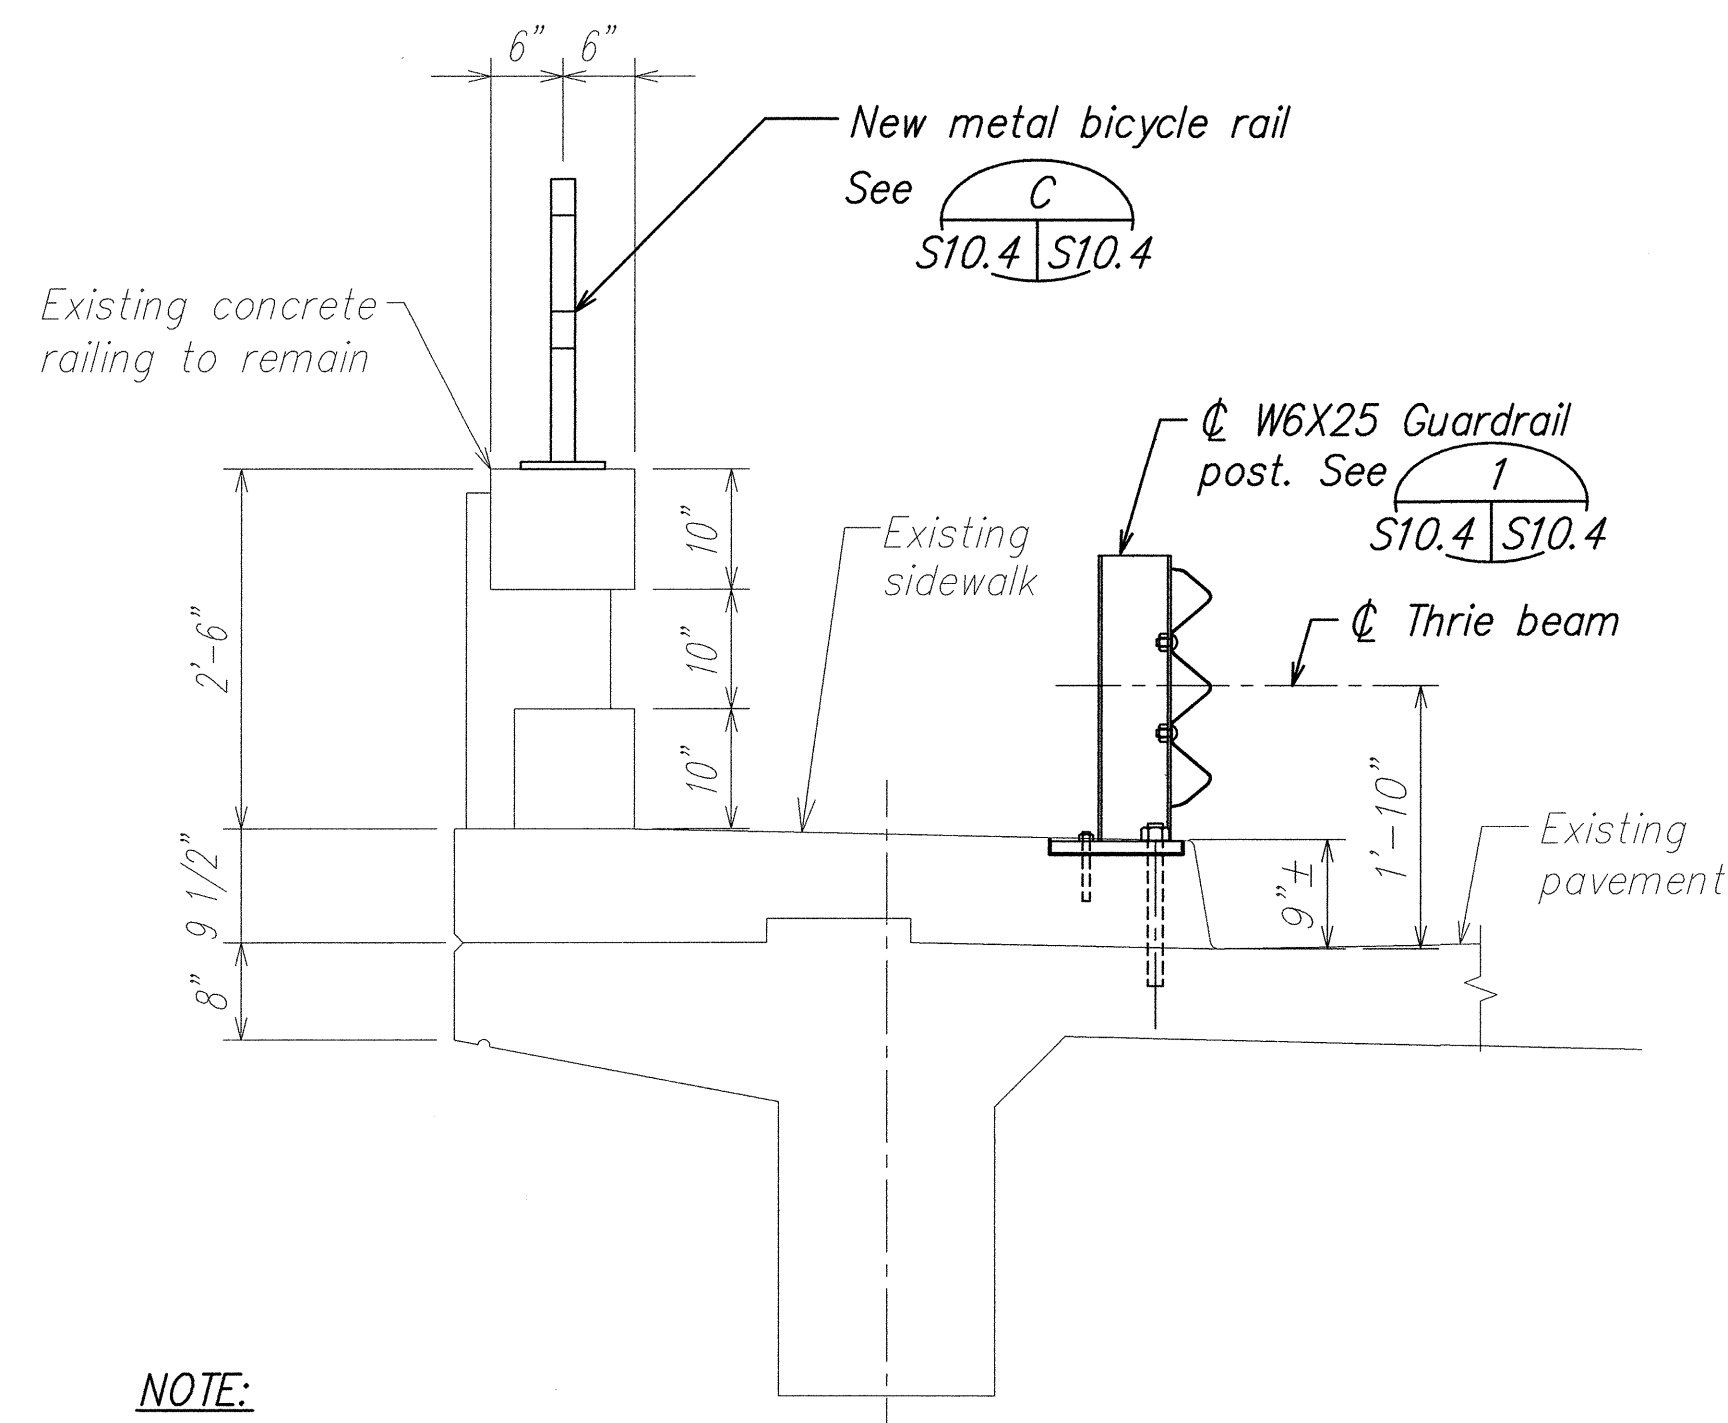 6" 6"
New metal bicycle rail
See C
S10.4 S10.4
Existing concrete
railing to remain
℄ W6X25 Guardrail
post. See 1
S10.4 S10.4
Existing
sidewalk
℄ Thrie beam
2'-6"
10"
10"
10"
9 1/2"
8"
9"±
1'-10"
Existing
pavement
NOTE: